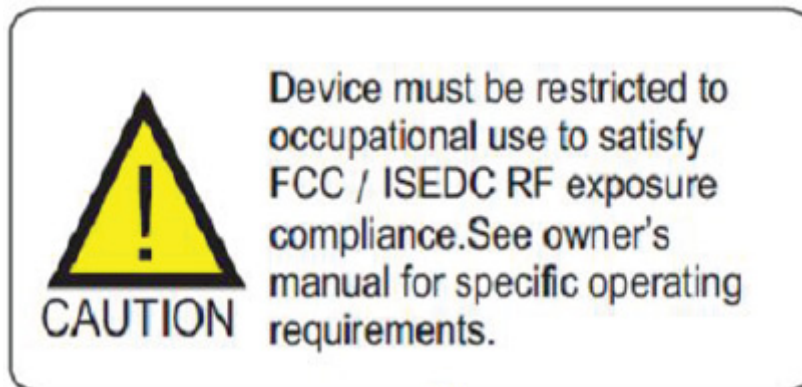 Device must be restricted to
occupational use to satisfy
FCC / ISEDC RF exposure
compliance.See owner's
manual for specific operating
requirements.
!
CAUTION